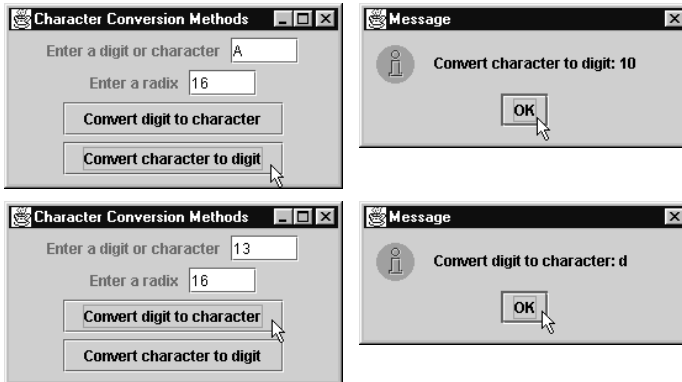 Character Conversion Methods
Enter a digit or character A
Enter a radix 16
Convert digit to character
Convert character to digit
Message
Convert character to digit: 10
OK
Character Conversion Methods
Enter a digit or character 13
Enter a radix 16
Convert digit to character
Convert character to digit
Message
Convert digit to character: d
OK